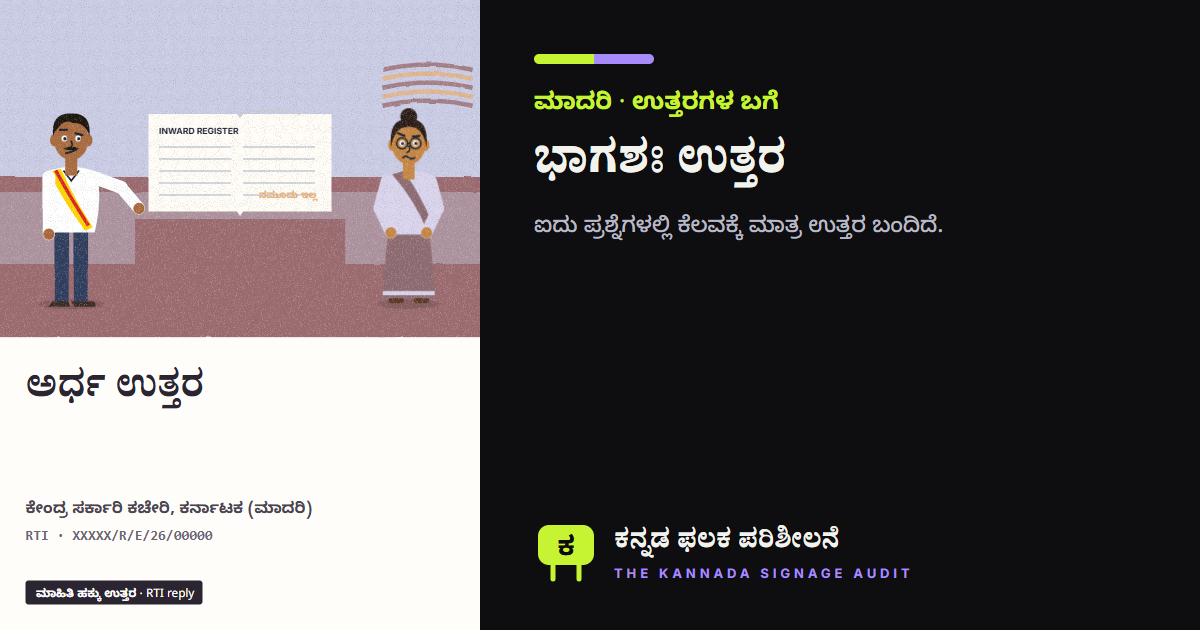 INWARD REGISTER
ನಮೂದು ಇಲ್ಲ
ಅರ್ಧ ಉತ್ತರ
ಕೇಂದ್ರ ಸರ್ಕಾರಿ ಕಚೇರಿ, ಕರ್ನಾಟಕ (ಮಾದರಿ)
RTI · XXXXX/R/E/26/00000
ಮಾಹಿತಿ ಹಕ್ಕು ಉತ್ತರ · RTI reply
ಮಾದರಿ · ಉತ್ತರಗಳ ಬಗೆ
ಭಾಗಶಃ ಉತ್ತರ
ಐದು ಪ್ರಶ್ನೆಗಳಲ್ಲಿ ಕೆಲವಕ್ಕೆ ಮಾತ್ರ ಉತ್ತರ ಬಂದಿದೆ.
ಕ
ಕನ್ನಡ ಫಲಕ ಪರಿಶೀಲನೆ
THE KANNADA SIGNAGE AUDIT